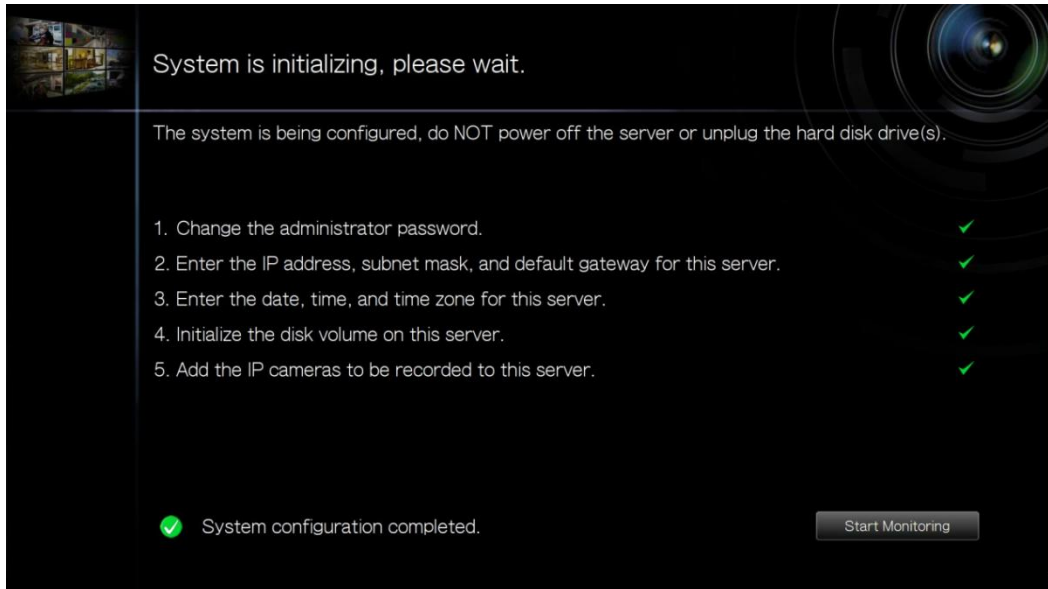 System is initializing, please wait.
The system is being configured, do NOT power off the server or unplug the hard disk drive(s).
1. Change the administrator password.
2. Enter the IP address, subnet mask, and default gateway for this server.
3. Enter the date, time, and time zone for this server.
4. Initialize the disk volume on this server.
5. Add the IP cameras to be recorded to this server.
System configuration completed.
Start Monitoring